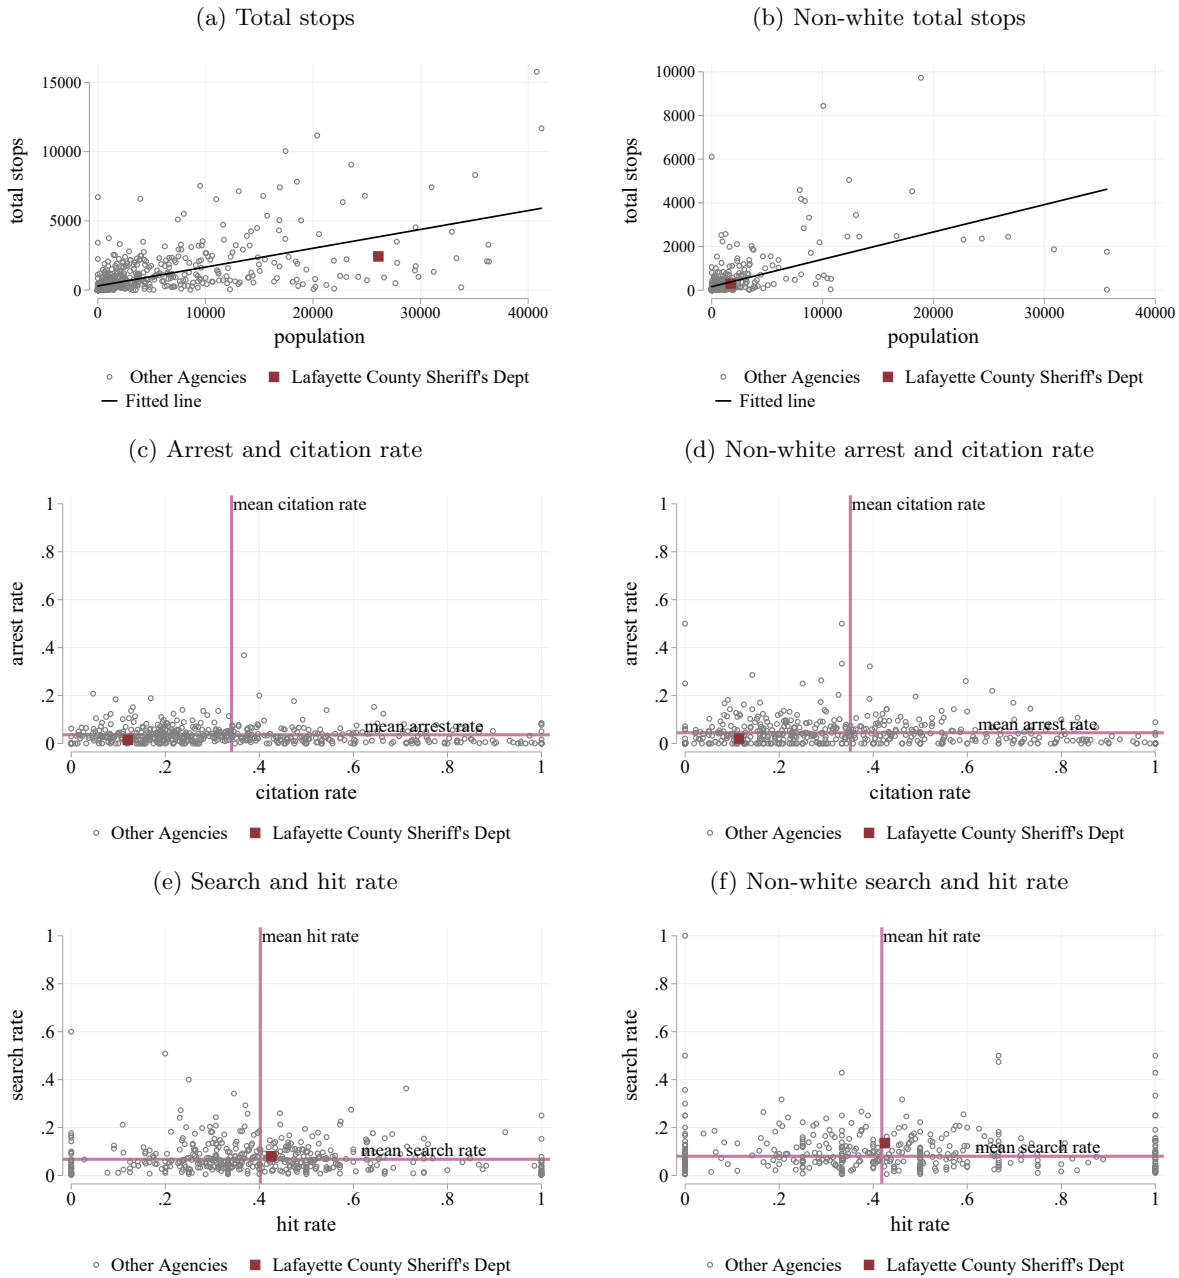 (a) Total stops
(b) Non-white total stops
15000
10000
5000
0
total stops
0 10000 20000 30000 40000
population
Other Agencies Lafayette County Sheriff's Dept
Fitted line
10000
8000
6000
4000
2000
0
total stops
0 10000 20000 30000 40000
population
Other Agencies Lafayette County Sheriff's Dept
Fitted line
(c) Arrest and citation rate
(d) Non-white arrest and citation rate
mean citation rate
1
.8
.6
.4
.2
0
arrest rate
mean arrest rate
0 .2 .4 .6 .8 1
citation rate
Other Agencies Lafayette County Sheriff's Dept
mean citation rate
1
.8
.6
.4
.2
0
arrest rate
mean arrest rate
0 .2 .4 .6 .8 1
citation rate
Other Agencies Lafayette County Sheriff's Dept
(e) Search and hit rate
(f) Non-white search and hit rate
mean hit rate
1
.8
.6
.4
.2
0
search rate
mean search rate
0 .2 .4 .6 .8 1
hit rate
Other Agencies Lafayette County Sheriff's Dept
mean hit rate
1
.8
.6
.4
.2
0
search rate
mean search rate
0 .2 .4 .6 .8 1
hit rate
Other Agencies Lafayette County Sheriff's Dept